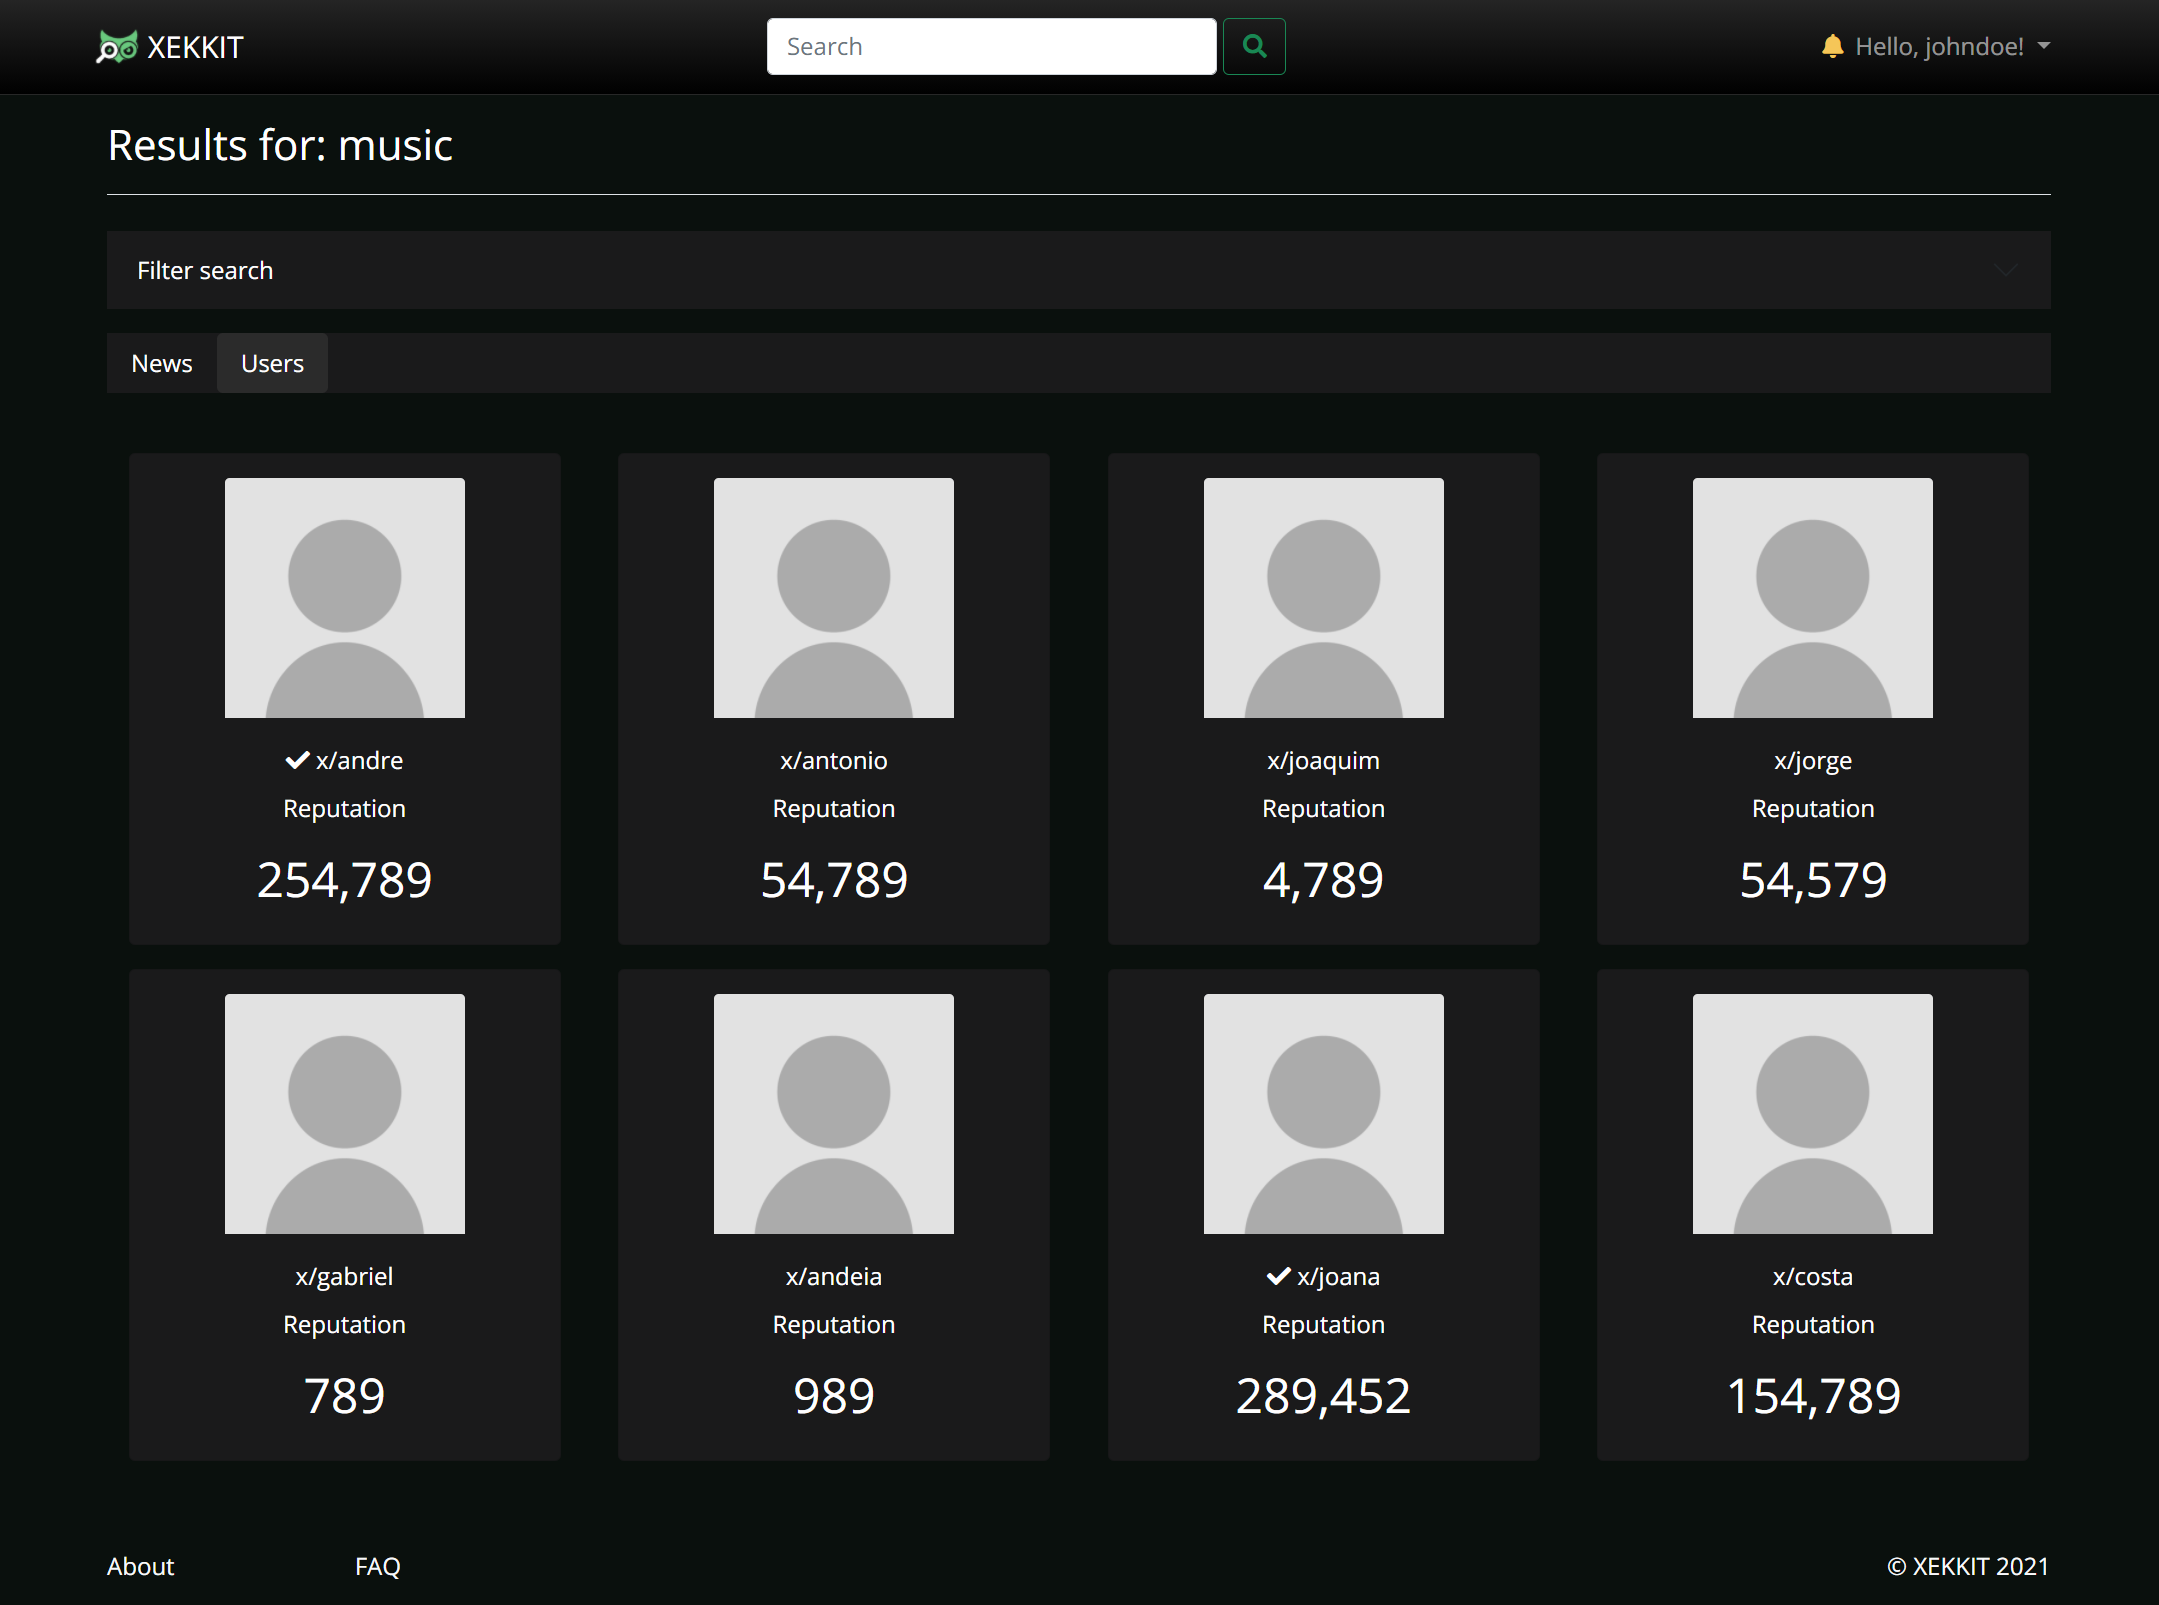 XEKKIT
Search
Hello, johndoe!
Results for: music
Filter search
News
Users
x/andre
Reputation
254,789
x/antonio
Reputation
54,789
x/joaquim
Reputation
4,789
x/jorge
Reputation
54,579
x/gabriel
Reputation
789
x/andeia
Reputation
989
x/joana
Reputation
289,452
x/costa
Reputation
154,789
About
FAQ
© XEKKIT 2021